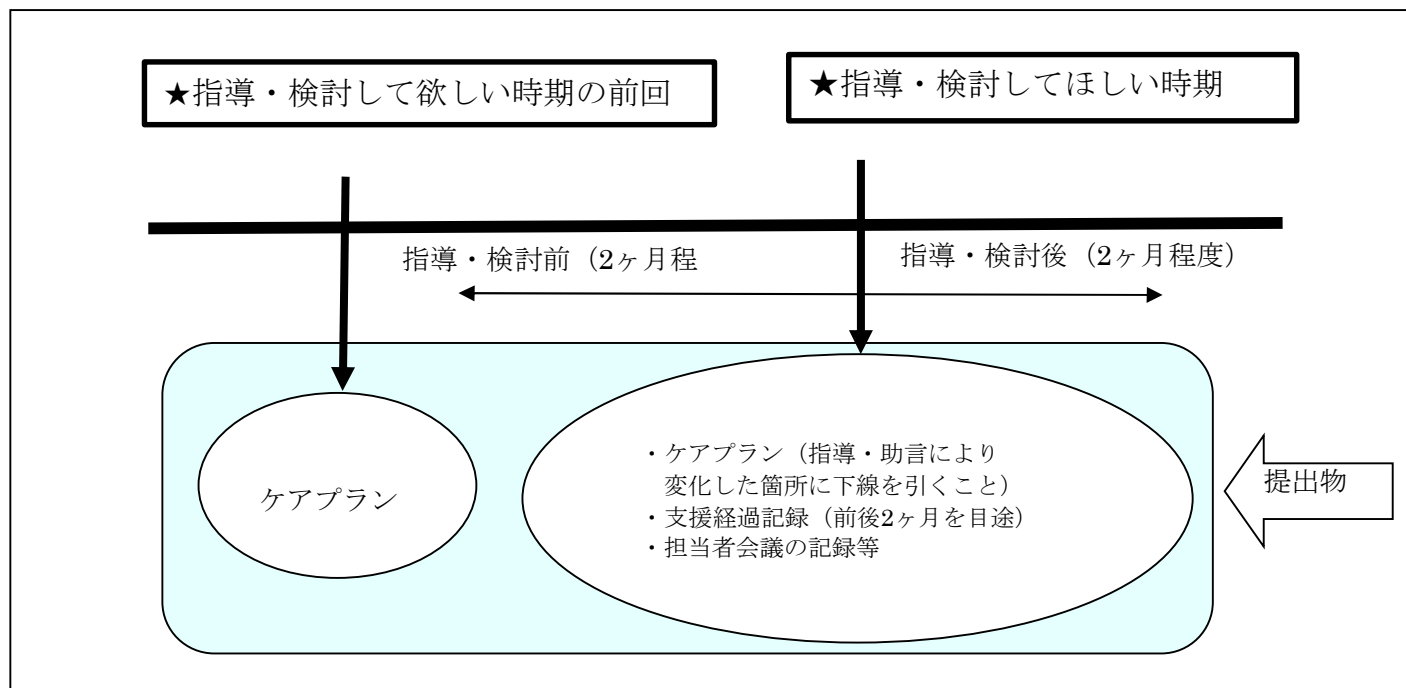 ★指導・検討して欲しい時期の前回
★指導・検討してほしい時期
指導・検討前（2ヶ月程
指導・検討後（2ヶ月程度）
ケアプラン
・ケアプラン（指導・助言により
変化した箇所に下線を引くこと）
・支援経過記録（前後2ヶ月を目途）
・担当者会議の記録等
提出物